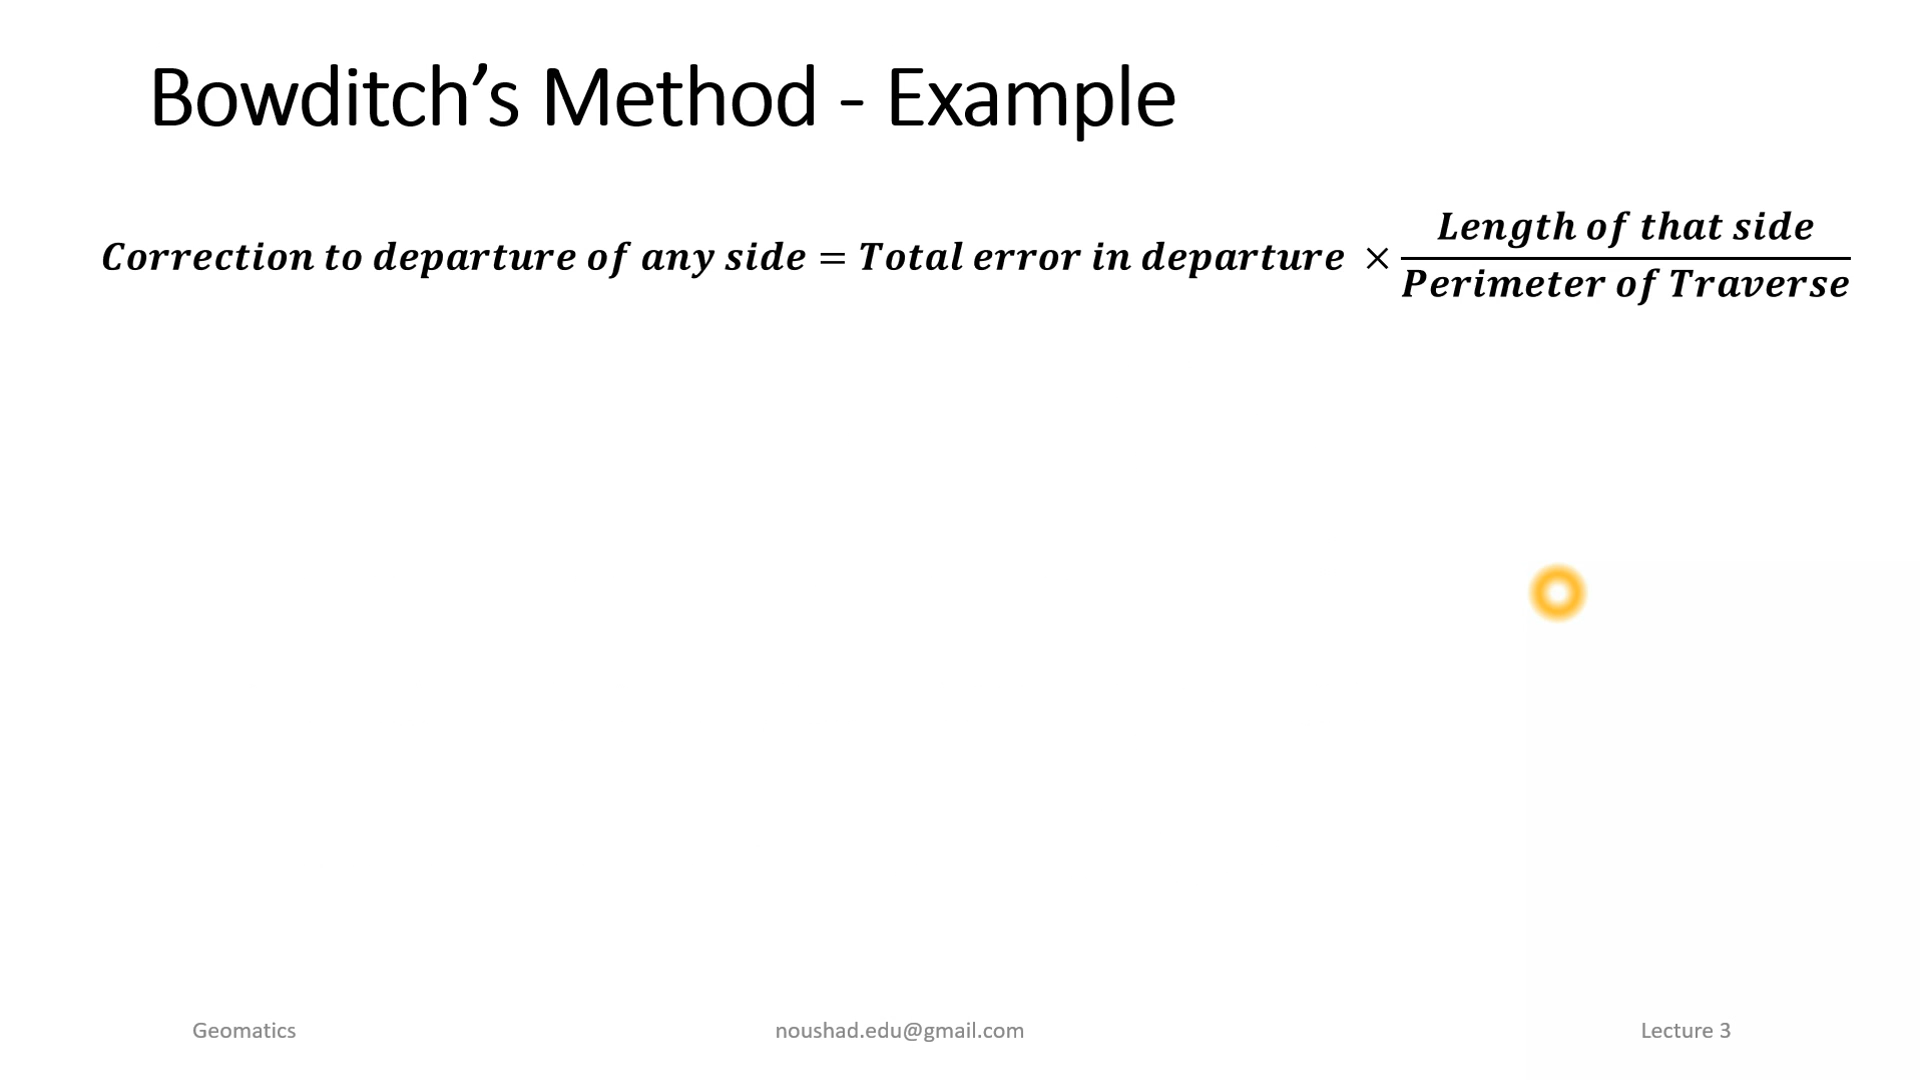 Bowditch’s Method - Example
Correction to departure of any side = Total error in departure × Length of that side
Perimeter of Traverse
Geomatics
noushad.edu@gmail.com
Lecture 3